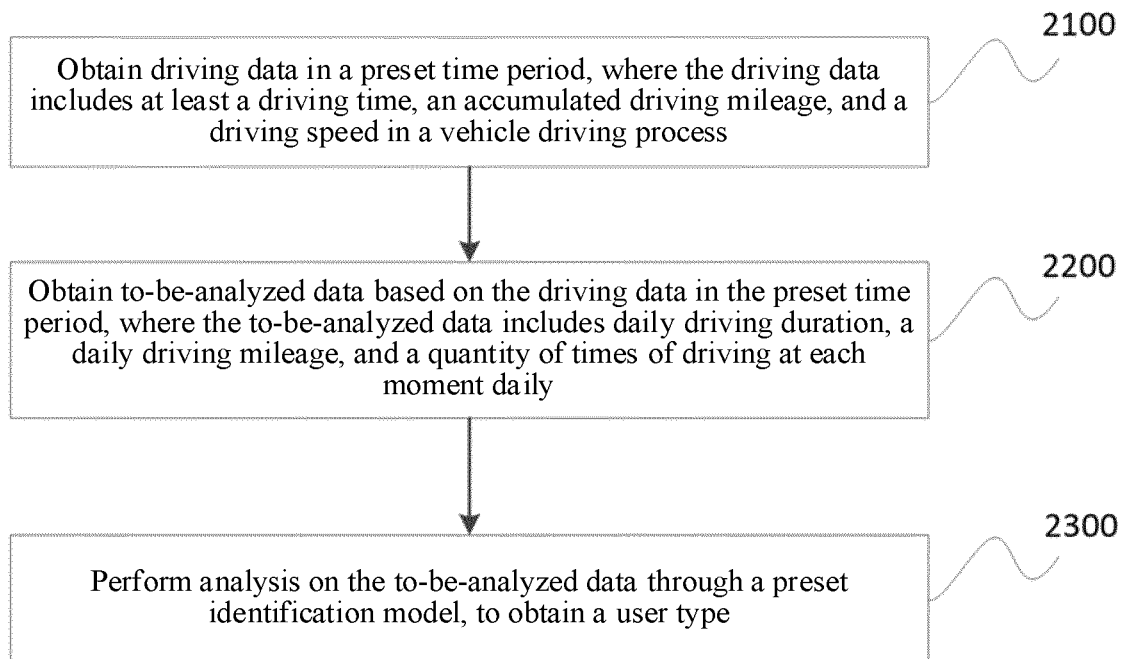 2100
Obtain driving data in a preset time period, where the driving data
includes at least a driving time, an accumulated driving mileage, and a
driving speed in a vehicle driving process
2200
Obtain to-be-analyzed data based on the driving data in the preset time
period, where the to-be-analyzed data includes daily driving duration, a
daily driving mileage, and a quantity of times of driving at each
moment daily
2300
Perform analysis on the to-be-analyzed data through a preset
identification model, to obtain a user type